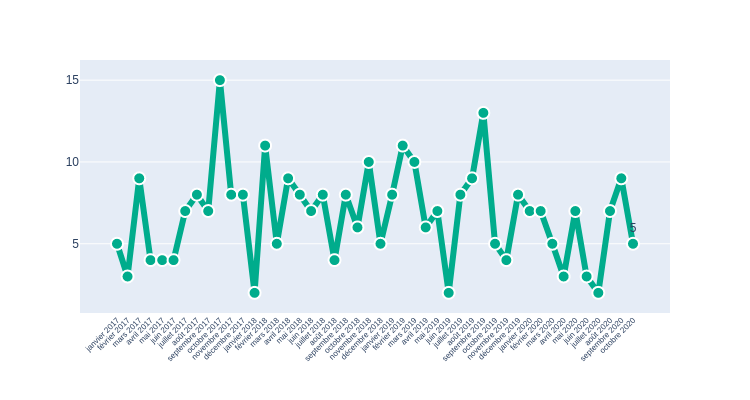 15
10
5
5
janvier 2017
février 2017
mars 2017
avril 2017
mai 2017
juin 2017
juillet 2017
août 2017
septembre 2017
octobre 2017
novembre 2017
décembre 2017
janvier 2018
février 2018
mars 2018
avril 2018
mai 2018
juin 2018
juillet 2018
août 2018
septembre 2018
octobre 2018
novembre 2018
décembre 2018
janvier 2019
février 2019
mars 2019
avril 2019
mai 2019
juin 2019
juillet 2019
août 2019
septembre 2019
octobre 2019
novembre 2019
décembre 2019
janvier 2020
février 2020
mars 2020
avril 2020
mai 2020
juin 2020
juillet 2020
août 2020
septembre 2020
octobre 2020